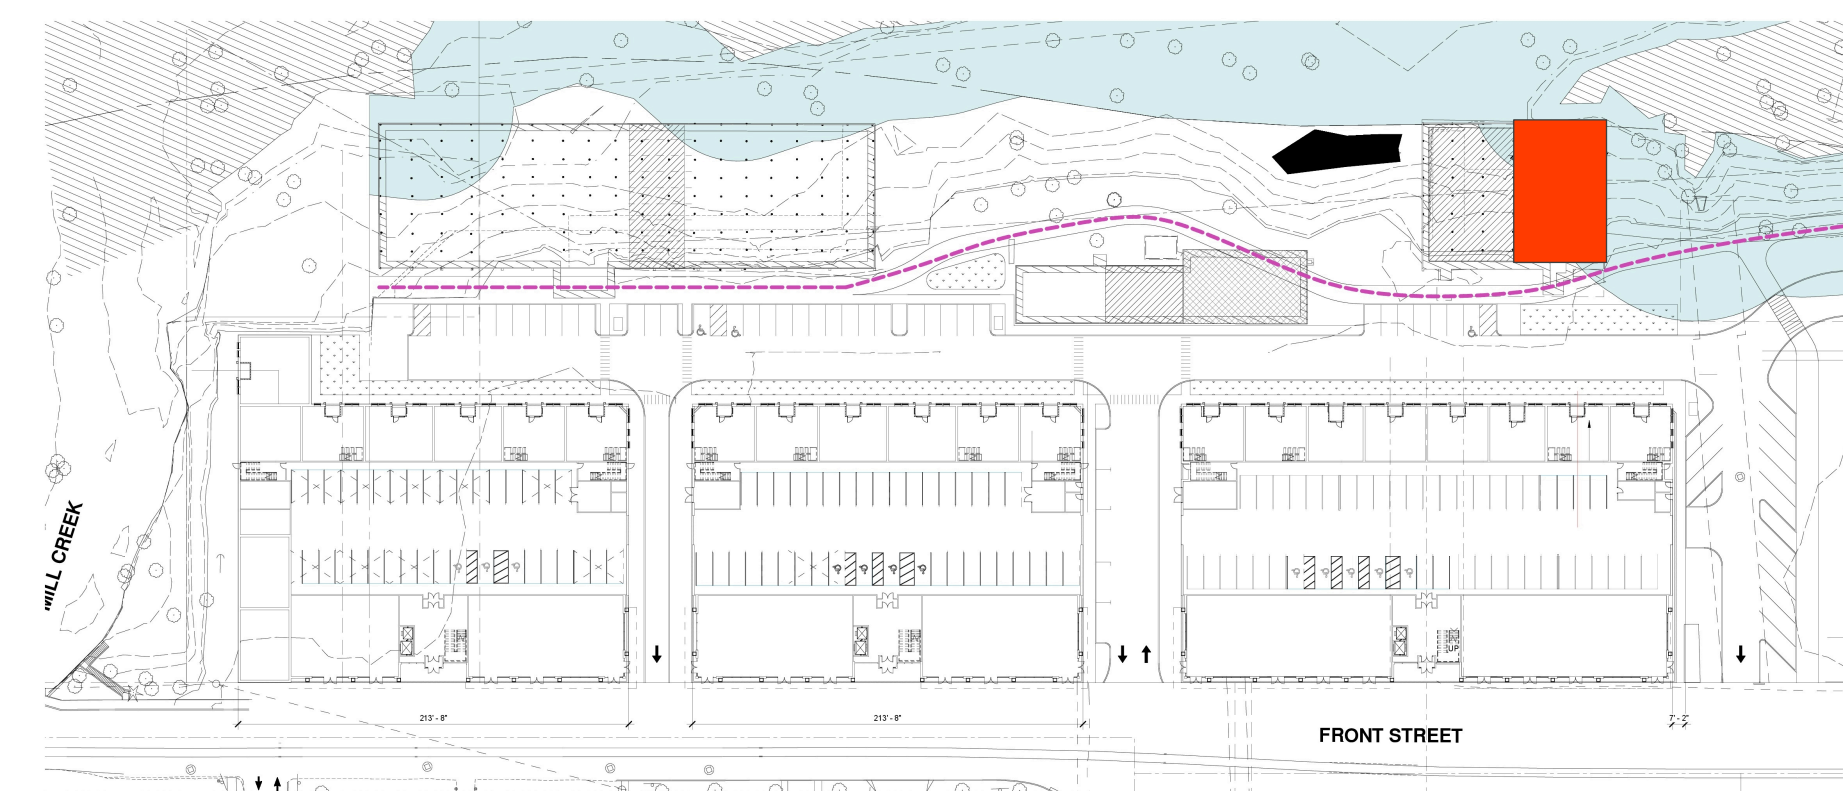 MILL CREEK
UP
213' - 8"
213' - 8"
7' - 2"
FRONT STREET